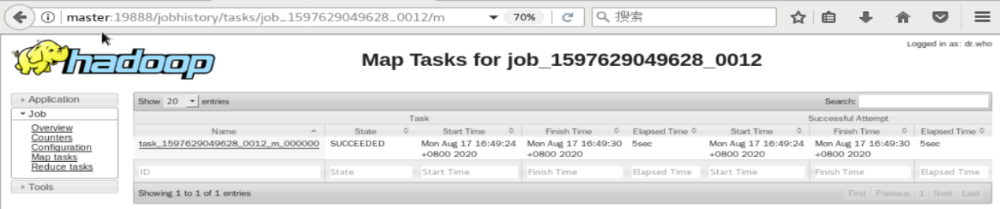 master:19888/jobhistory/tasks/job_1597629049628_0012/m
70%
搜索
Logged in as: dr.who
hadoop
Map Tasks for job_1597629049628_0012
Application
Job
Overview
Counters
Configuration
Map tasks
Reduce tasks
Tools
Show 20 entries
Search:
Task Successful Attempt
Name State Start Time Finish Time Elapsed Time Start Time Finish Time Elapsed Time
task_1597629049628_0012_m_000000 SUCCEEDED Mon Aug 17 16:49:24 Mon Aug 17 16:49:30 5sec Mon Aug 17 16:49:24 Mon Aug 17 16:49:30 5sec
+0800 2020 +0800 2020 +0800 2020 +0800 2020
ID State Start Time Finish Time Elapsed Time Start Time Finish Time Elapsed Time
Showing 1 to 1 of 1 entries
First Previous 1 Next Last